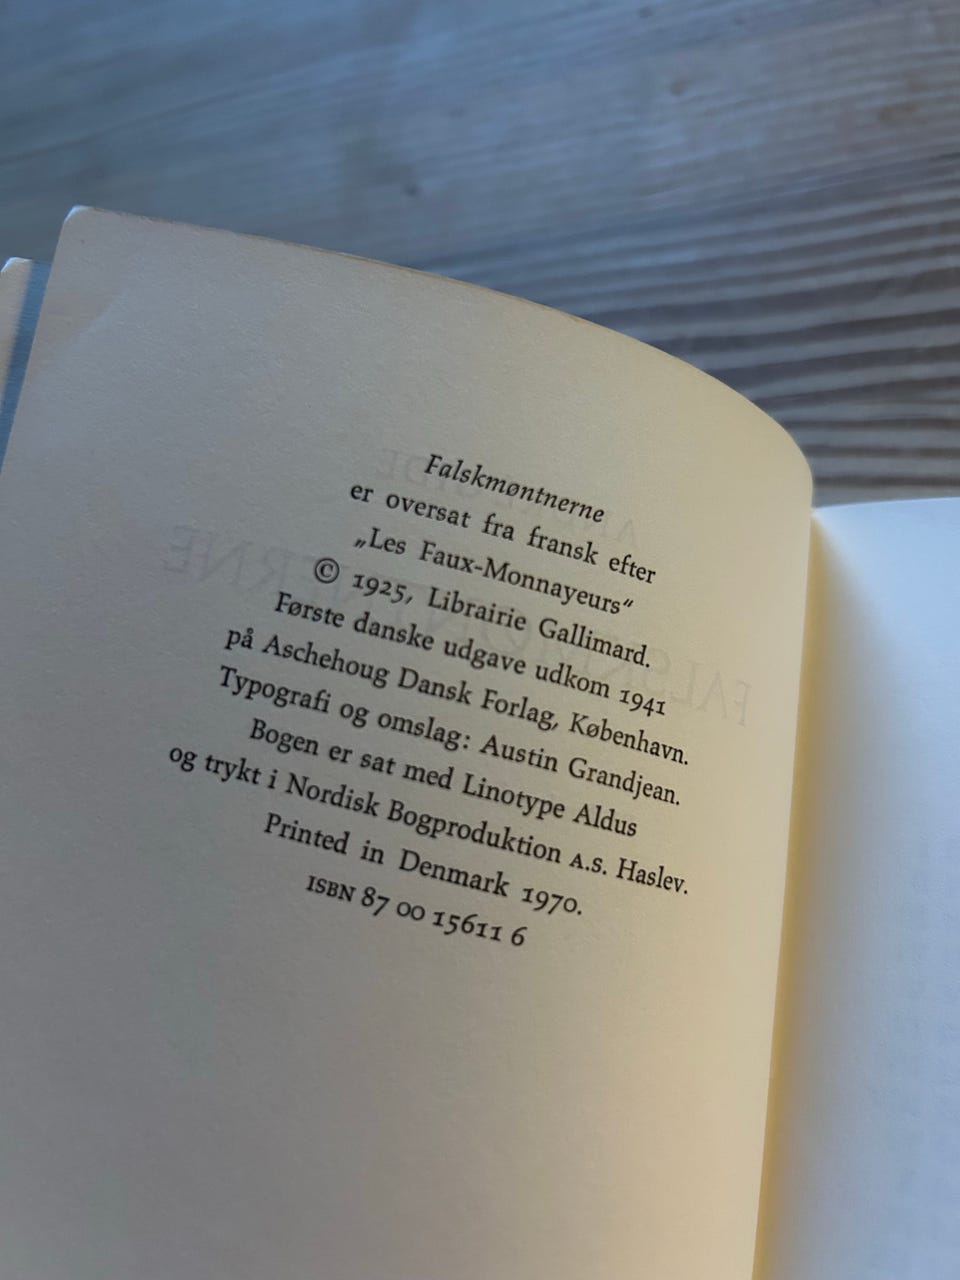 Falskmøntnerne
er oversat fra fransk efter
„Les Faux-Monnayeurs“
© 1925, Librairie Gallimard.
Første danske udgave udkom 1941
på Aschehoug Dansk Forlag, København.
Typografi og omslag: Austin Grandjean.
Bogen er sat med Linotype Aldus
og trykt i Nordisk Bogproduktion A.S. Haslev.
Printed in Denmark 1970.
ISBN 87 00 15611 6